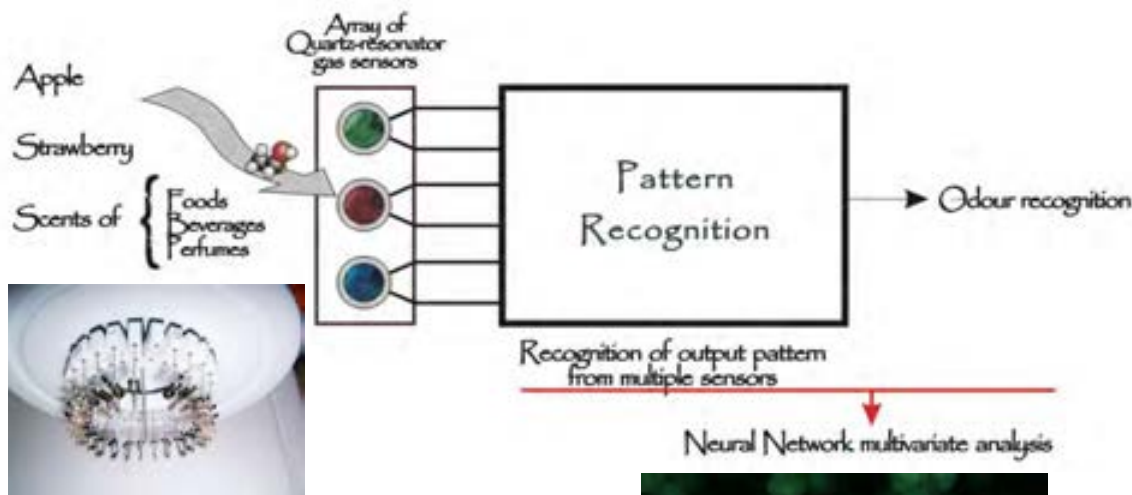 Array of
Quartz-resonator
gas sensors
Apple
Strawberry
Scents of
Foods
Beverages
Perfumes
Pattern
Recognition
Odour recognition
Recognition of output pattern
from multiple sensors
Neural Network multivariate analysis